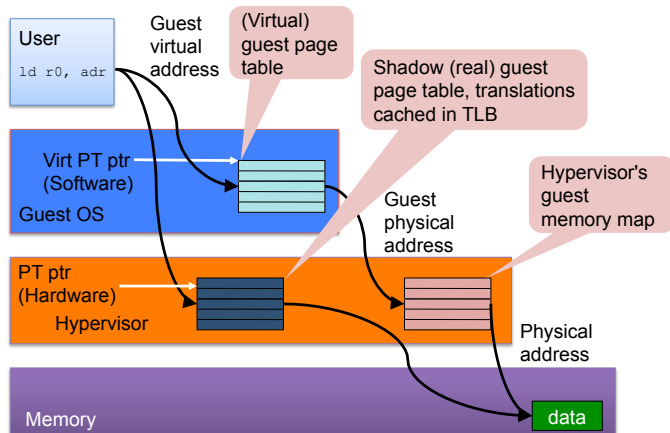 User
ld r0, adr
Guest
virtual
address
(Virtual)
guest page
table
Shadow (real) guest
page table, translations
cached in TLB
Virt PT ptr
(Software)
Guest OS
Guest
physical
address
Hypervisor's
guest
memory map
PT ptr
(Hardware)
Hypervisor
Physical
address
Memory
data